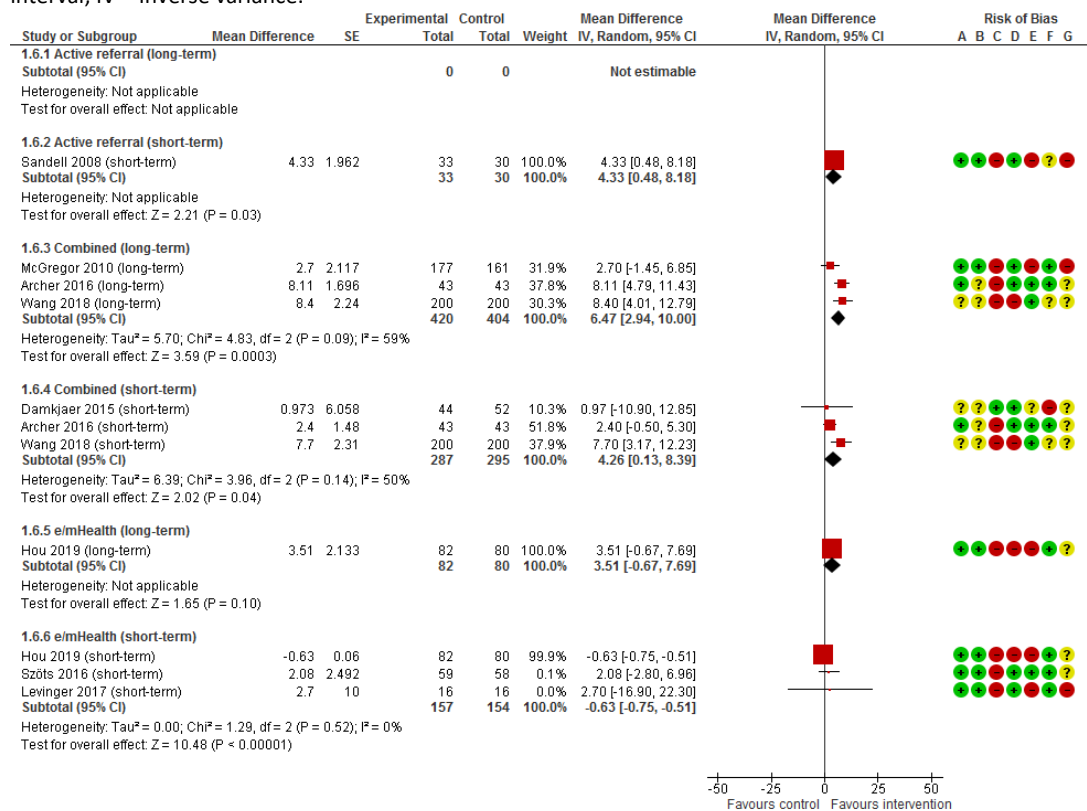 interval, IV = Inverse variance.
Experimental Control Mean Difference Mean Difference Risk of Bias
Study or Subgroup Mean Difference SE Total Total Weight IV, Random, 95% CI IV, Random, 95% CI A B C D E F G
1.6.1 Active referral (long-term)
Subtotal (95% CI) 0 0 Not estimable
Heterogeneity: Not applicable
Test for overall effect: Not applicable
1.6.2 Active referral (short-term)
Sandell 2008 (short-term) 4.33 1.962 33 30 100.0% 4.33 [0.48, 8.18] + + - + - ? -
Subtotal (95% CI) 33 30 100.0% 4.33 [0.48, 8.18]
Heterogeneity: Not applicable
Test for overall effect: Z = 2.21 (P = 0.03)
1.6.3 Combined (long-term)
McGregor 2010 (long-term) 2.7 2.117 177 161 31.9% 2.70 [-1.45, 6.85] + + - + - + -
Archer 2016 (long-term) 8.11 1.696 43 43 37.8% 8.11 [4.79, 11.43] + ? - + + + ?
Wang 2018 (long-term) 8.4 2.24 200 200 30.3% 8.40 [4.01, 12.79] ? ? - - + ? ?
Subtotal (95% CI) 420 404 100.0% 6.47 [2.94, 10.00]
Heterogeneity: Tau² = 5.70; Chi² = 4.83, df = 2 (P = 0.09); I² = 59%
Test for overall effect: Z = 3.59 (P = 0.0003)
1.6.4 Combined (short-term)
Damkjaer 2015 (short-term) 0.973 6.058 44 52 10.3% 0.97 [-10.90, 12.85] ? ? + + ? - ?
Archer 2016 (short-term) 2.4 1.48 43 43 51.8% 2.40 [-0.50, 5.30] + ? - + + + ?
Wang 2018 (short-term) 7.7 2.31 200 200 37.9% 7.70 [3.17, 12.23] ? ? - - + ? ?
Subtotal (95% CI) 287 295 100.0% 4.26 [0.13, 8.39]
Heterogeneity: Tau² = 6.39; Chi² = 3.96, df = 2 (P = 0.14); I² = 50%
Test for overall effect: Z = 2.02 (P = 0.04)
1.6.5 e/mHealth (long-term)
Hou 2019 (long-term) 3.51 2.133 82 80 100.0% 3.51 [-0.67, 7.69] + + - - - + ?
Subtotal (95% CI) 82 80 100.0% 3.51 [-0.67, 7.69]
Heterogeneity: Not applicable
Test for overall effect: Z = 1.65 (P = 0.10)
1.6.6 e/mHealth (short-term)
Hou 2019 (short-term) -0.63 0.06 82 80 99.9% -0.63 [-0.75, -0.51] + + - - - + ?
Szöts 2016 (short-term) 2.08 2.492 59 58 0.1% 2.08 [-2.80, 6.96] + + - + - + ?
Levinger 2017 (short-term) 2.7 10 16 16 0.0% 2.70 [-16.90, 22.30] + + - + + + -
Subtotal (95% CI) 157 154 100.0% -0.63 [-0.75, -0.51]
Heterogeneity: Tau² = 0.00; Chi² = 1.29, df = 2 (P = 0.52); I² = 0%
Test for overall effect: Z = 10.48 (P < 0.00001)
-50 -25 0 25 50
Favours control Favours intervention